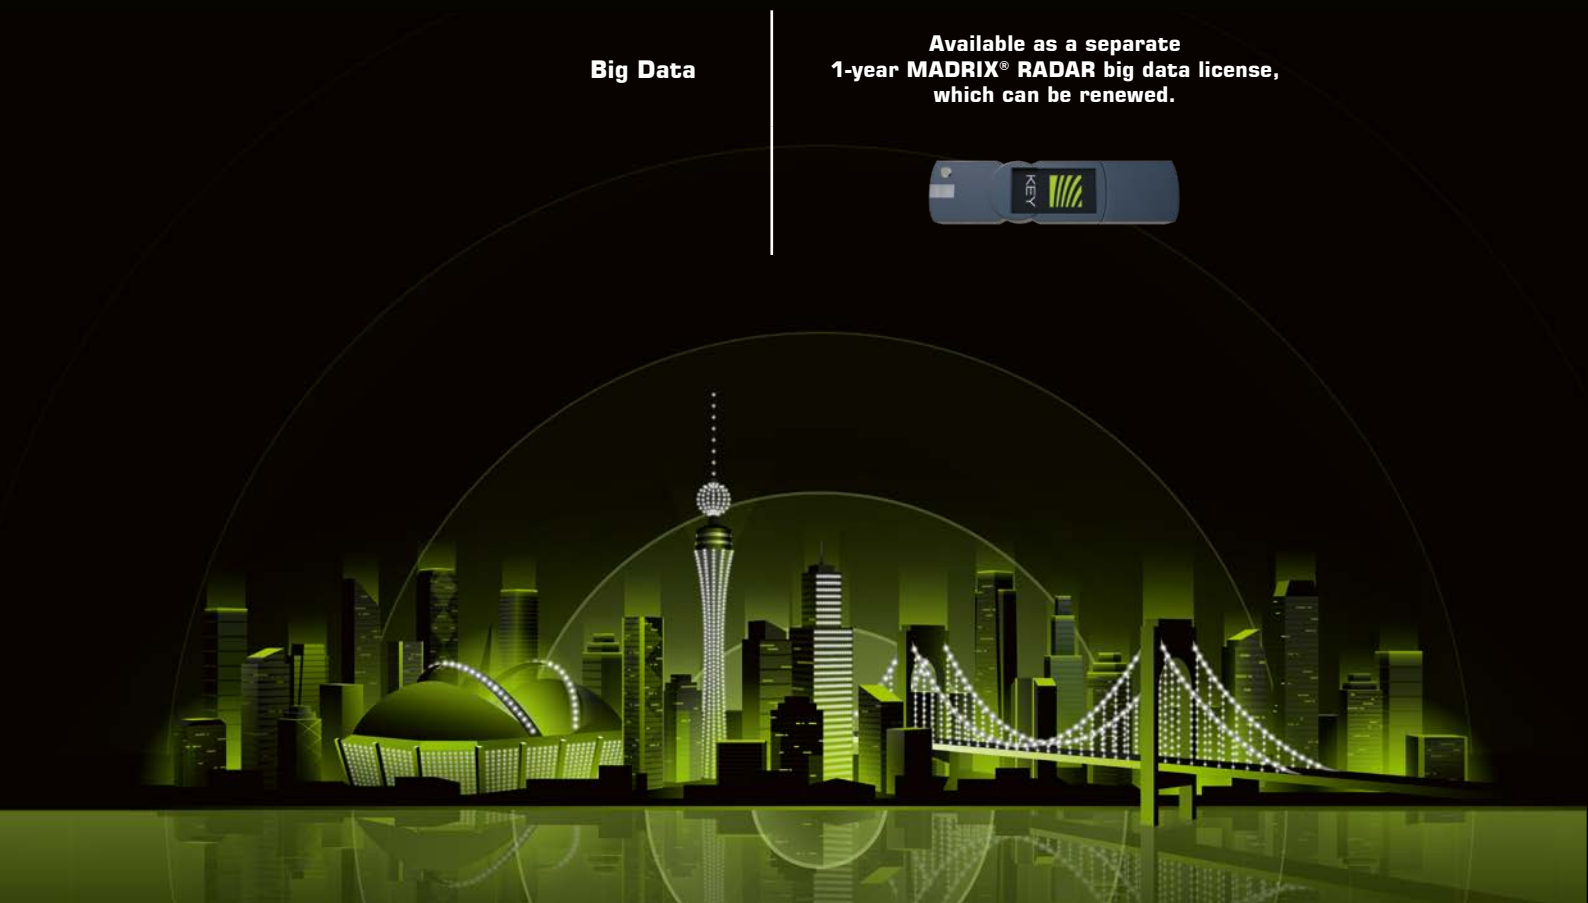 Big Data
Available as a separate
1-year MADRIX® RADAR big data license,
which can be renewed.
KEY